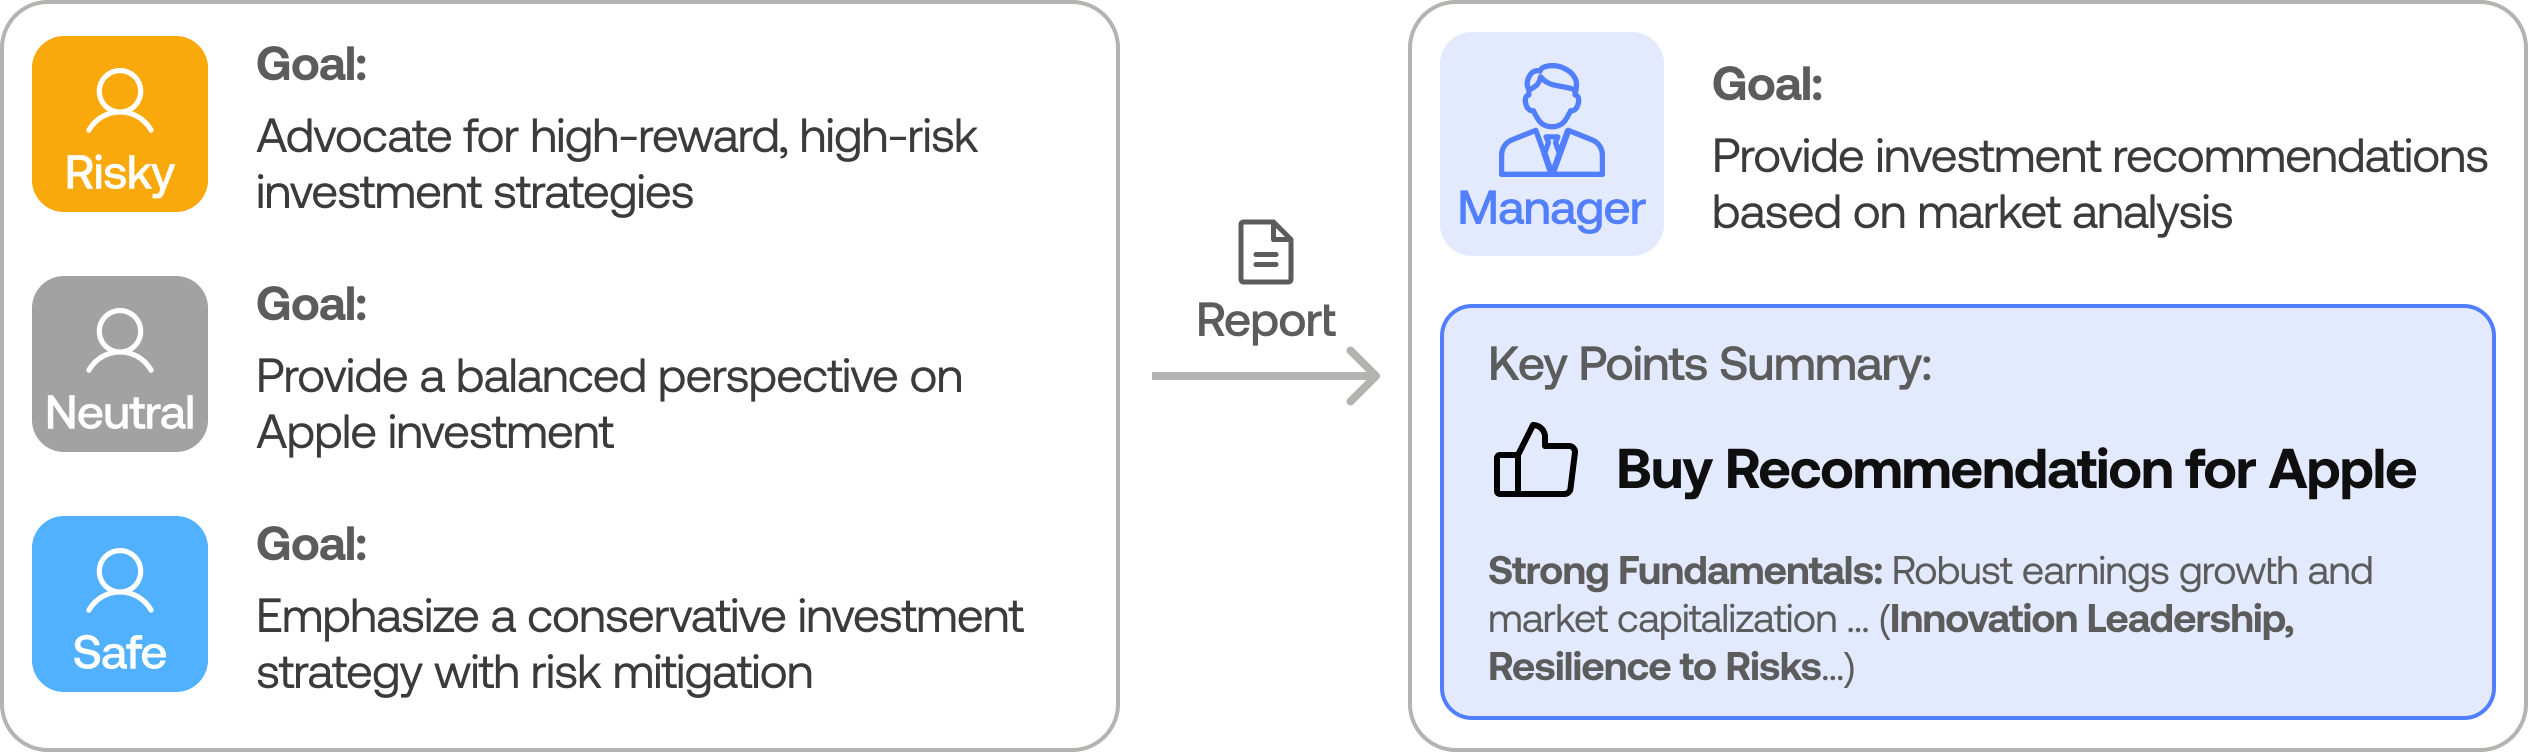 Goal:
Advocate for high-reward, high-risk
investment strategies
Risky
Goal:
Provide a balanced perspective on
Apple investment
Neutral
Goal:
Emphasize a conservative investment
strategy with risk mitigation
Safe
Report
Goal:
Provide investment recommendations
based on market analysis
Manager
Key Points Summary:
Buy Recommendation for Apple
Strong Fundamentals: Robust earnings growth and
market capitalization ... (Innovation Leadership,
Resilience to Risks...)